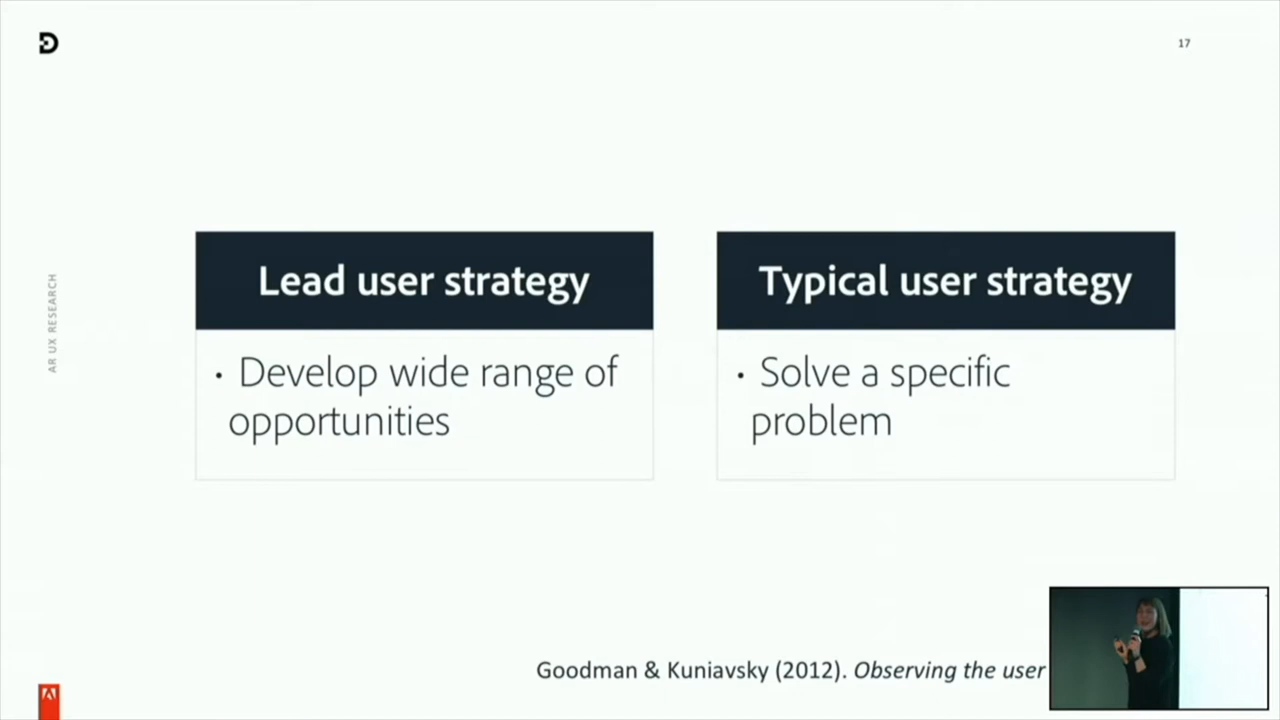 17
AR UX RESEARCH
Lead user strategy
• Develop wide range of
opportunities
Typical user strategy
• Solve a specific
problem
Goodman & Kuniavsky (2012). Observing the user